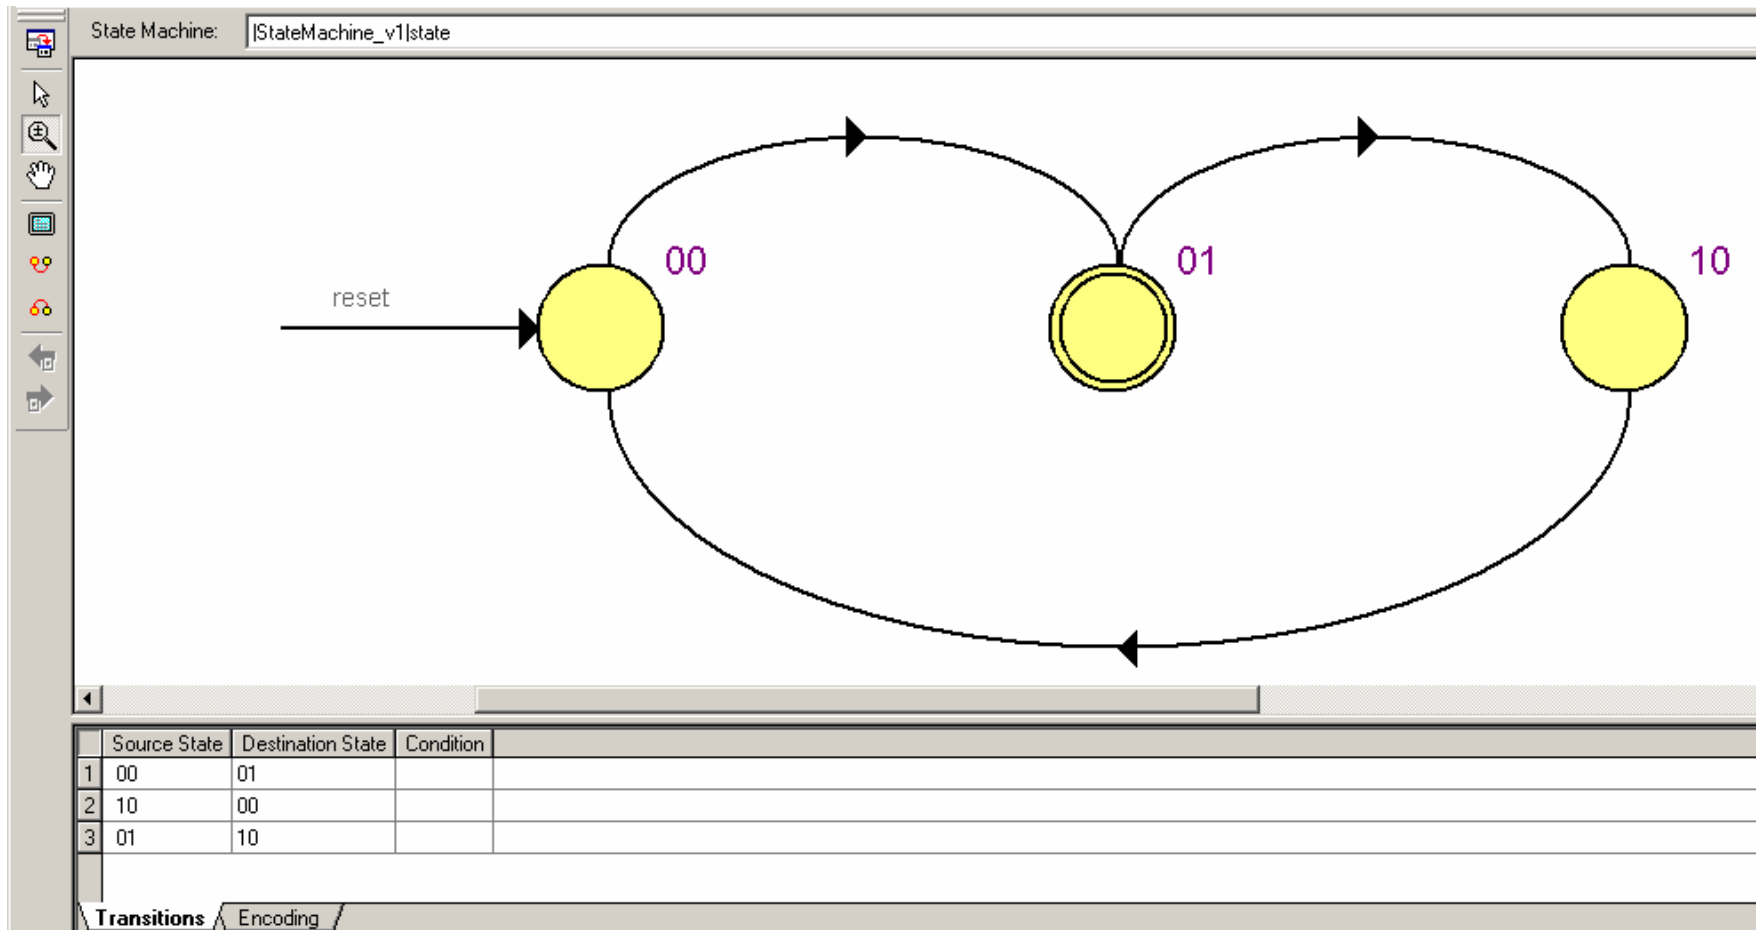 State Machine: |StateMachine_v1|state
00 01 10
reset
Source State Destination State Condition
1 00 01
2 10 00
3 01 10
Transitions Encoding